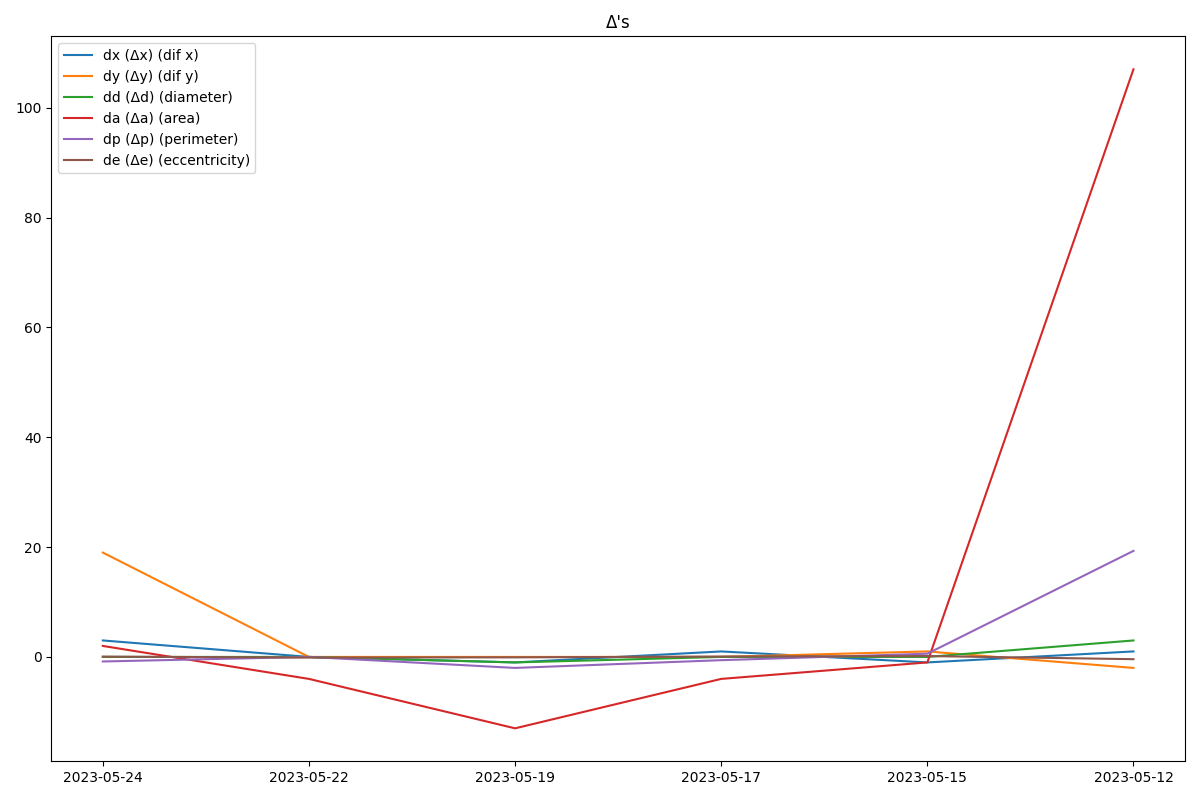 Δ's
dx (Δx) (dif x)
dy (Δy) (dif y)
dd (Δd) (diameter)
da (Δa) (area)
dp (Δp) (perimeter)
de (Δe) (eccentricity)
100
80
60
40
20
0
2023-05-24 2023-05-22 2023-05-19 2023-05-17 2023-05-15 2023-05-12